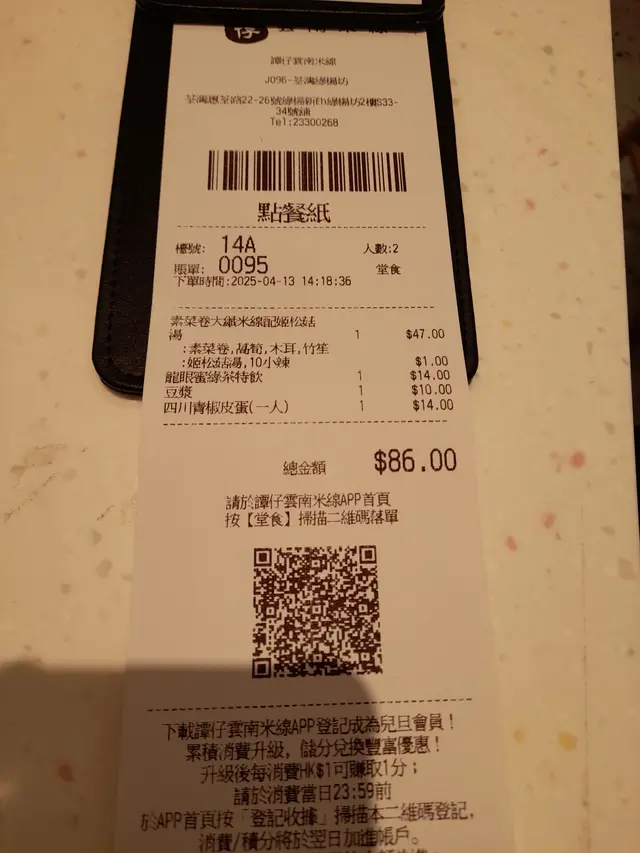 譚仔雲南米線
J096-荃灣綠楊坊
荃灣蕙荃路22-26號綠楊新邨綠楊坊2樓S33-
34號舖
Tel:23300268
點餐紙
檯號: 14A 人數:2
賬單: 0095 堂食
下單時間:2025-04-13 14:18:36
素菜卷大鱲米線記姬松茸
湯 1 $47.00
:素菜卷,萵筍,木耳,竹笙
:姬松茸湯,10小辣 $1.00
龍眼蜜綠茶特飲 1 $14.00
豆漿 1 $10.00
四川青椒皮蛋(一人) 1 $14.00
總金額 $86.00
請於譚仔雲南米線APP首頁
按【堂食】掃描二維碼落單
下載譚仔雲南米線APP登記成為兒旦會員!
累積消費升級, 儲分兌換豐富優惠!
升級後每消費HK$1可賺取1分;
請於消費當日23:59前
於APP首頁按「登記收據」掃描本二維碼登記,
消費/積分將於翌日加進帳戶。